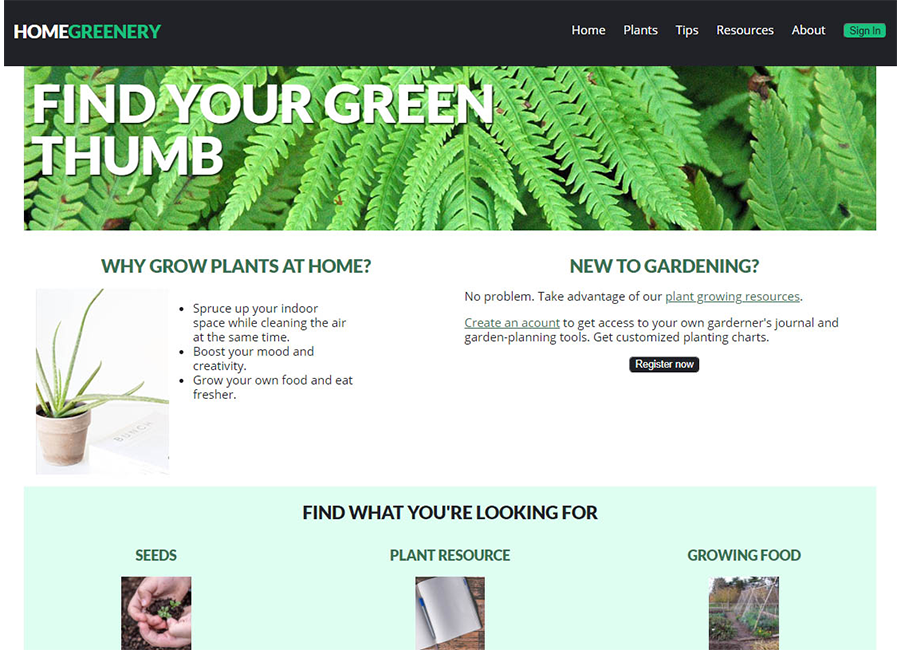 HOMEGREENERY
Home Plants Tips Resources About Sign In
FIND YOUR GREEN
THUMB
WHY GROW PLANTS AT HOME?
Spruce up your indoor
space while cleaning the air
at the same time.
Boost your mood and
creativity.
Grow your own food and eat
fresher.
BUNCH
NEW TO GARDENING?
No problem. Take advantage of our plant growing resources.
Create an acount to get access to your own garderner's journal and
garden-planning tools. Get customized planting charts.
Register now
FIND WHAT YOU'RE LOOKING FOR
SEEDS
PLANT RESOURCE
GROWING FOOD